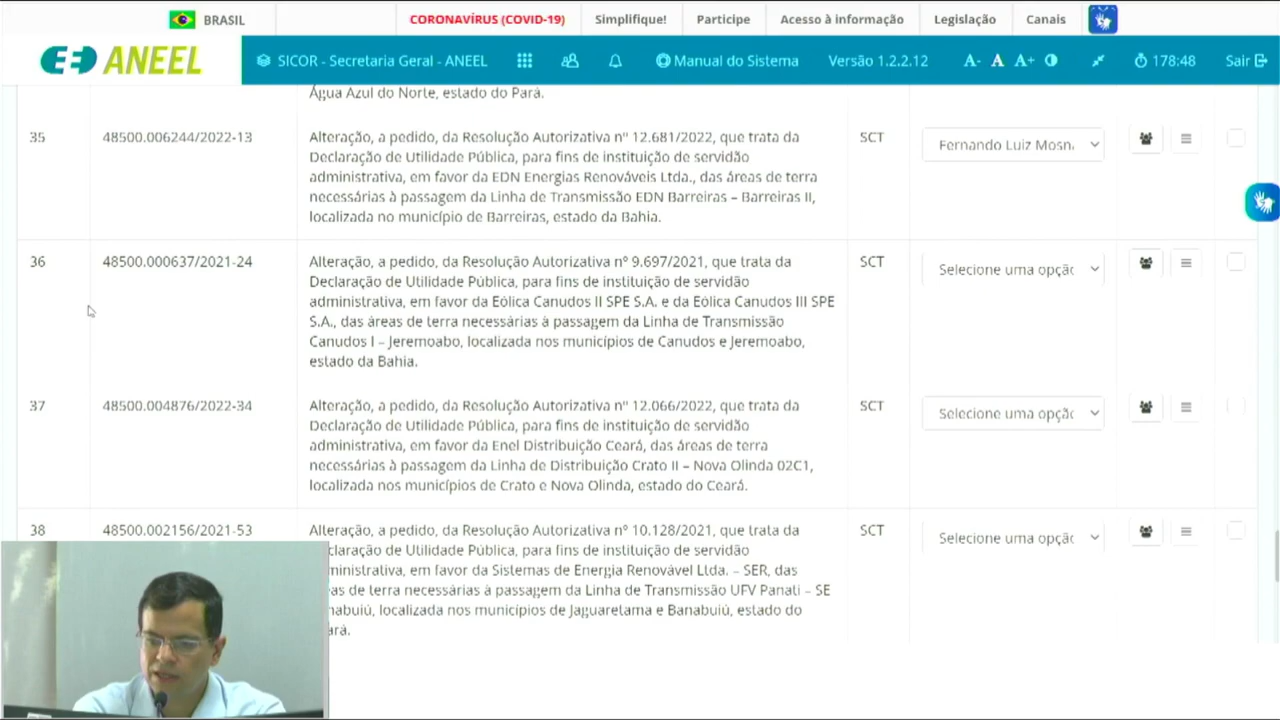 BRASIL
CORONAVÍRUS (COVID-19)
Simplifique!
Participe
Acesso à informação
Legislação
Canais
ANEEL
SICOR - Secretaria Geral - ANEEL
Manual do Sistema
Versão 1.2.2.12
A-
A
A+
178:48
Sair
Água Azul do Norte, estado do Pará.
35
48500.006244/2022-13
Alteração, a pedido, da Resolução Autorizativa nº 12.681/2022, que trata da
Declaração de Utilidade Pública, para fins de instituição de servidão
administrativa, em favor da EDN Energias Renováveis Ltda., das áreas de terra
necessárias à passagem da Linha de Transmissão EDN Barreiras – Barreiras II,
localizada no município de Barreiras, estado da Bahia.
SCT
Fernando Luiz Mosn
36
48500.000637/2021-24
Alteração, a pedido, da Resolução Autorizativa nº 9.697/2021, que trata da
Declaração de Utilidade Pública, para fins de instituição de servidão
administrativa, em favor da Eólica Canudos II SPE S.A. e da Eólica Canudos III SPE
S.A., das áreas de terra necessárias à passagem da Linha de Transmissão
Canudos I – Jeremoabo, localizada nos municípios de Canudos e Jeremoabo,
estado da Bahia.
SCT
Selecione uma opçã
37
48500.004876/2022-34
Alteração, a pedido, da Resolução Autorizativa nº 12.066/2022, que trata da
Declaração de Utilidade Pública, para fins de instituição de servidão
administrativa, em favor da Enel Distribuição Ceará, das áreas de terra
necessárias à passagem da Linha de Distribuição Crato II – Nova Olinda 02C1,
localizada nos municípios de Crato e Nova Olinda, estado do Ceará.
SCT
Selecione uma opçã
38
48500.002156/2021-53
Alteração, a pedido, da Resolução Autorizativa nº 10.128/2021, que trata da
claração de Utilidade Pública, para fins de instituição de servidão
ministrativa, em favor da Sistemas de Energia Renovável Ltda. – SER, das
as de terra necessárias à passagem da Linha de Transmissão UFV Panati – SE
nabuiú, localizada nos municípios de Jaguaretama e Banabuiú, estado do
ará.
SCT
Selecione uma opçã